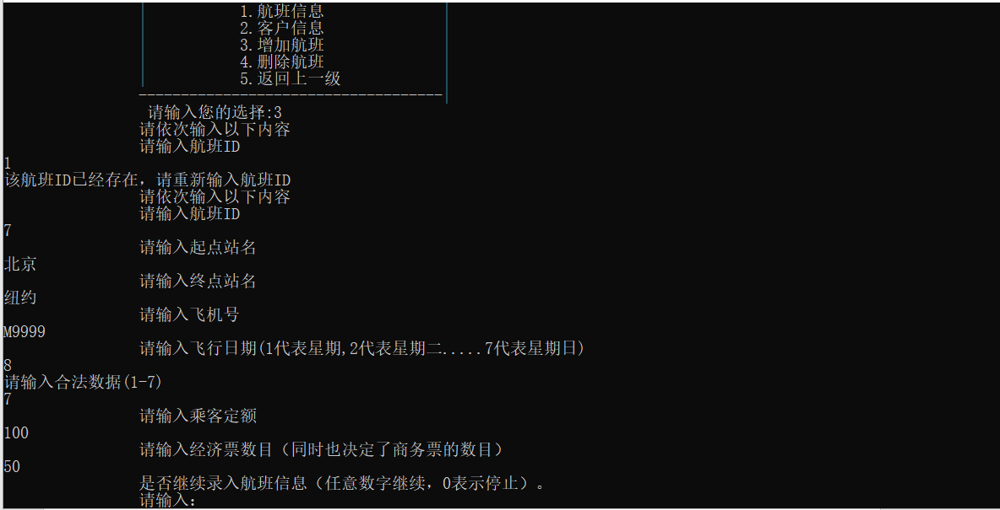 1.航班信息
2.客户信息
3.增加航班
4.删除航班
5.返回上一级
------------------------------------
请输入您的选择:3
请依次输入以下内容
请输入航班ID
1
该航班ID已经存在，请重新输入航班ID
请依次输入以下内容
请输入航班ID
7
请输入起点站名
北京
请输入终点站名
纽约
请输入飞机号
M9999
请输入飞行日期(1代表星期,2代表星期二.....7代表星期日)
8
请输入合法数据(1-7)
7
请输入乘客定额
100
请输入经济票数目（同时也决定了商务票的数目）
50
是否继续录入航班信息（任意数字继续，0表示停止）。
请输入：